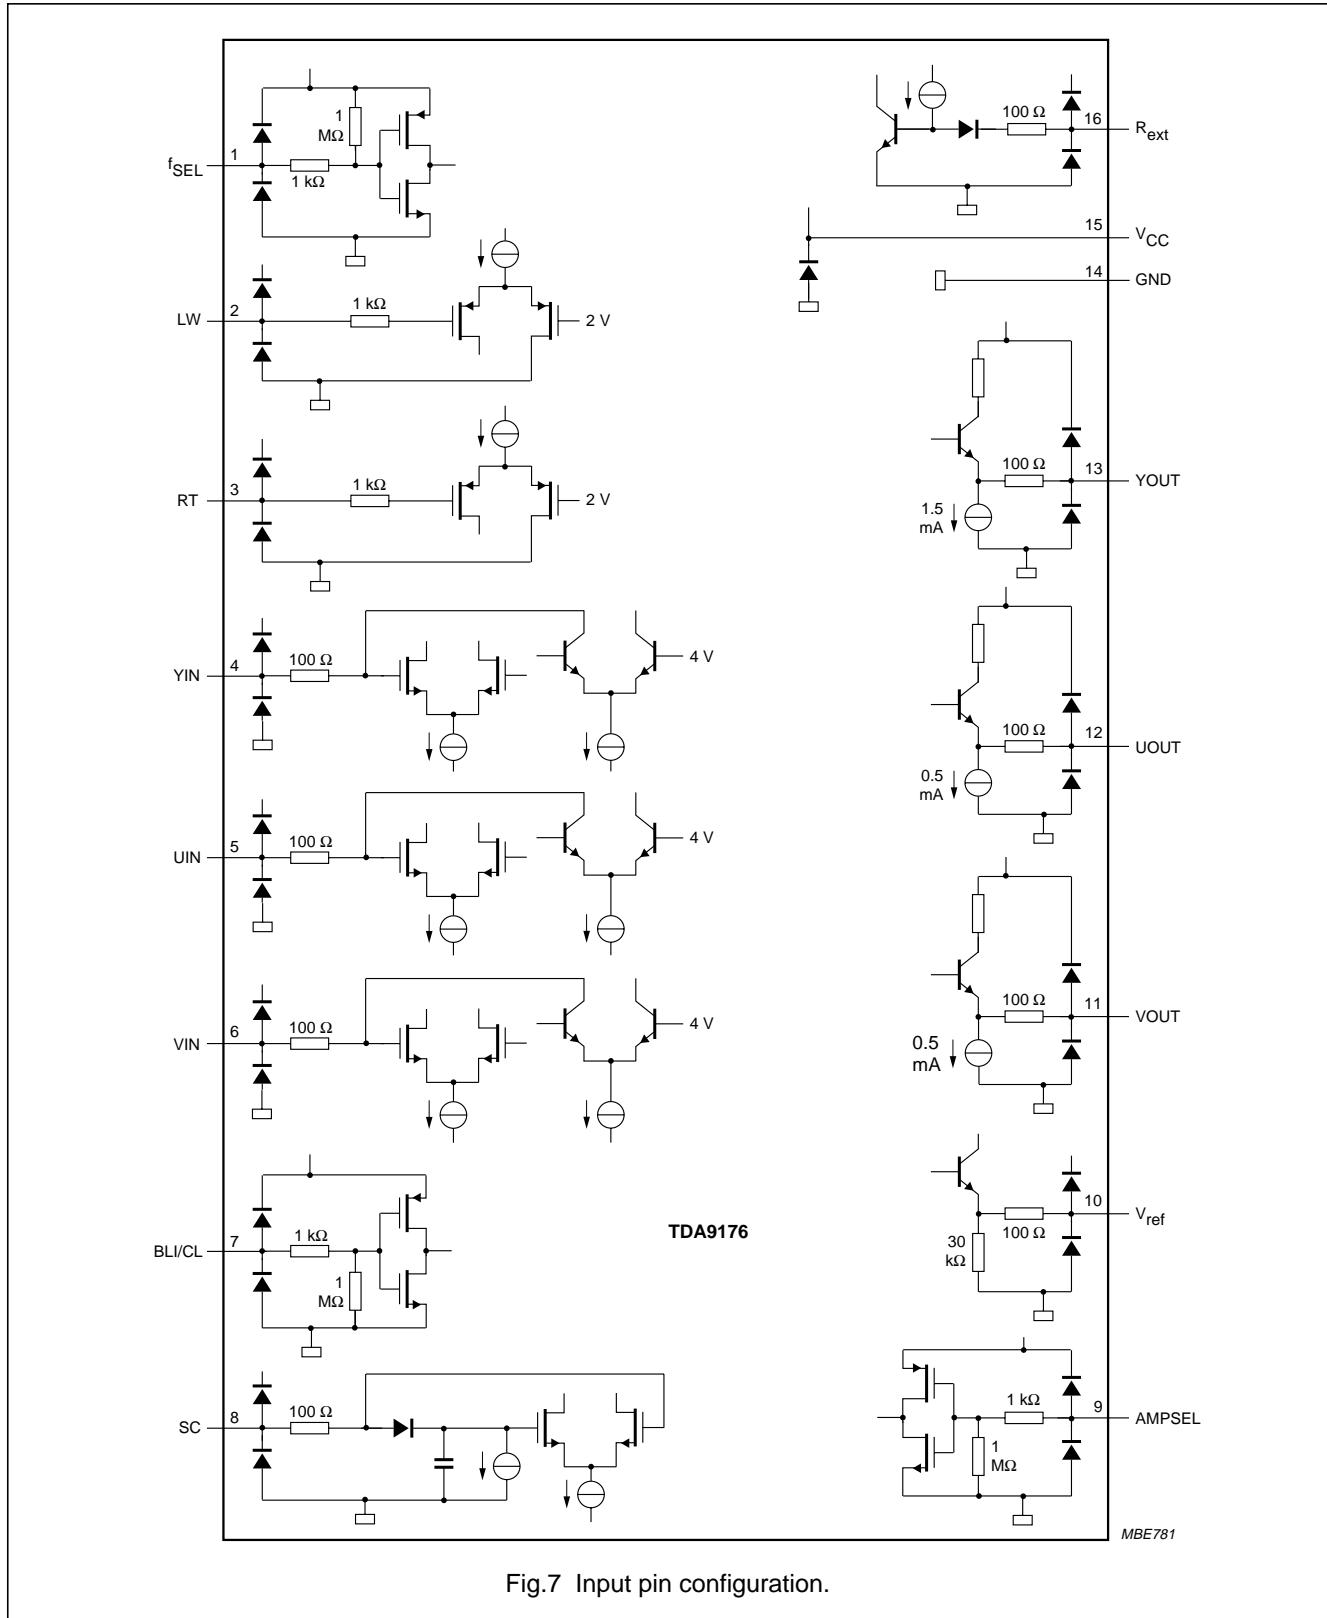 1
MΩ
1
fSEL
1 kΩ
2
LW
1 kΩ
2 V
3
RT
1 kΩ
2 V
4
YIN
100 Ω
4 V
5
UIN
100 Ω
4 V
6
VIN
100 Ω
4 V
7
BLI/CL
1 kΩ
1
MΩ
8
SC
100 Ω
TDA9176
100 Ω
16
Rext
15
VCC
14
GND
100 Ω
13
YOUT
1.5
mA
100 Ω
12
UOUT
0.5
mA
100 Ω
11
VOUT
0.5
mA
10
Vref
100 Ω
30
kΩ
1 kΩ
9
AMPSEL
1
MΩ
MBE781
Fig.7 Input pin configuration.